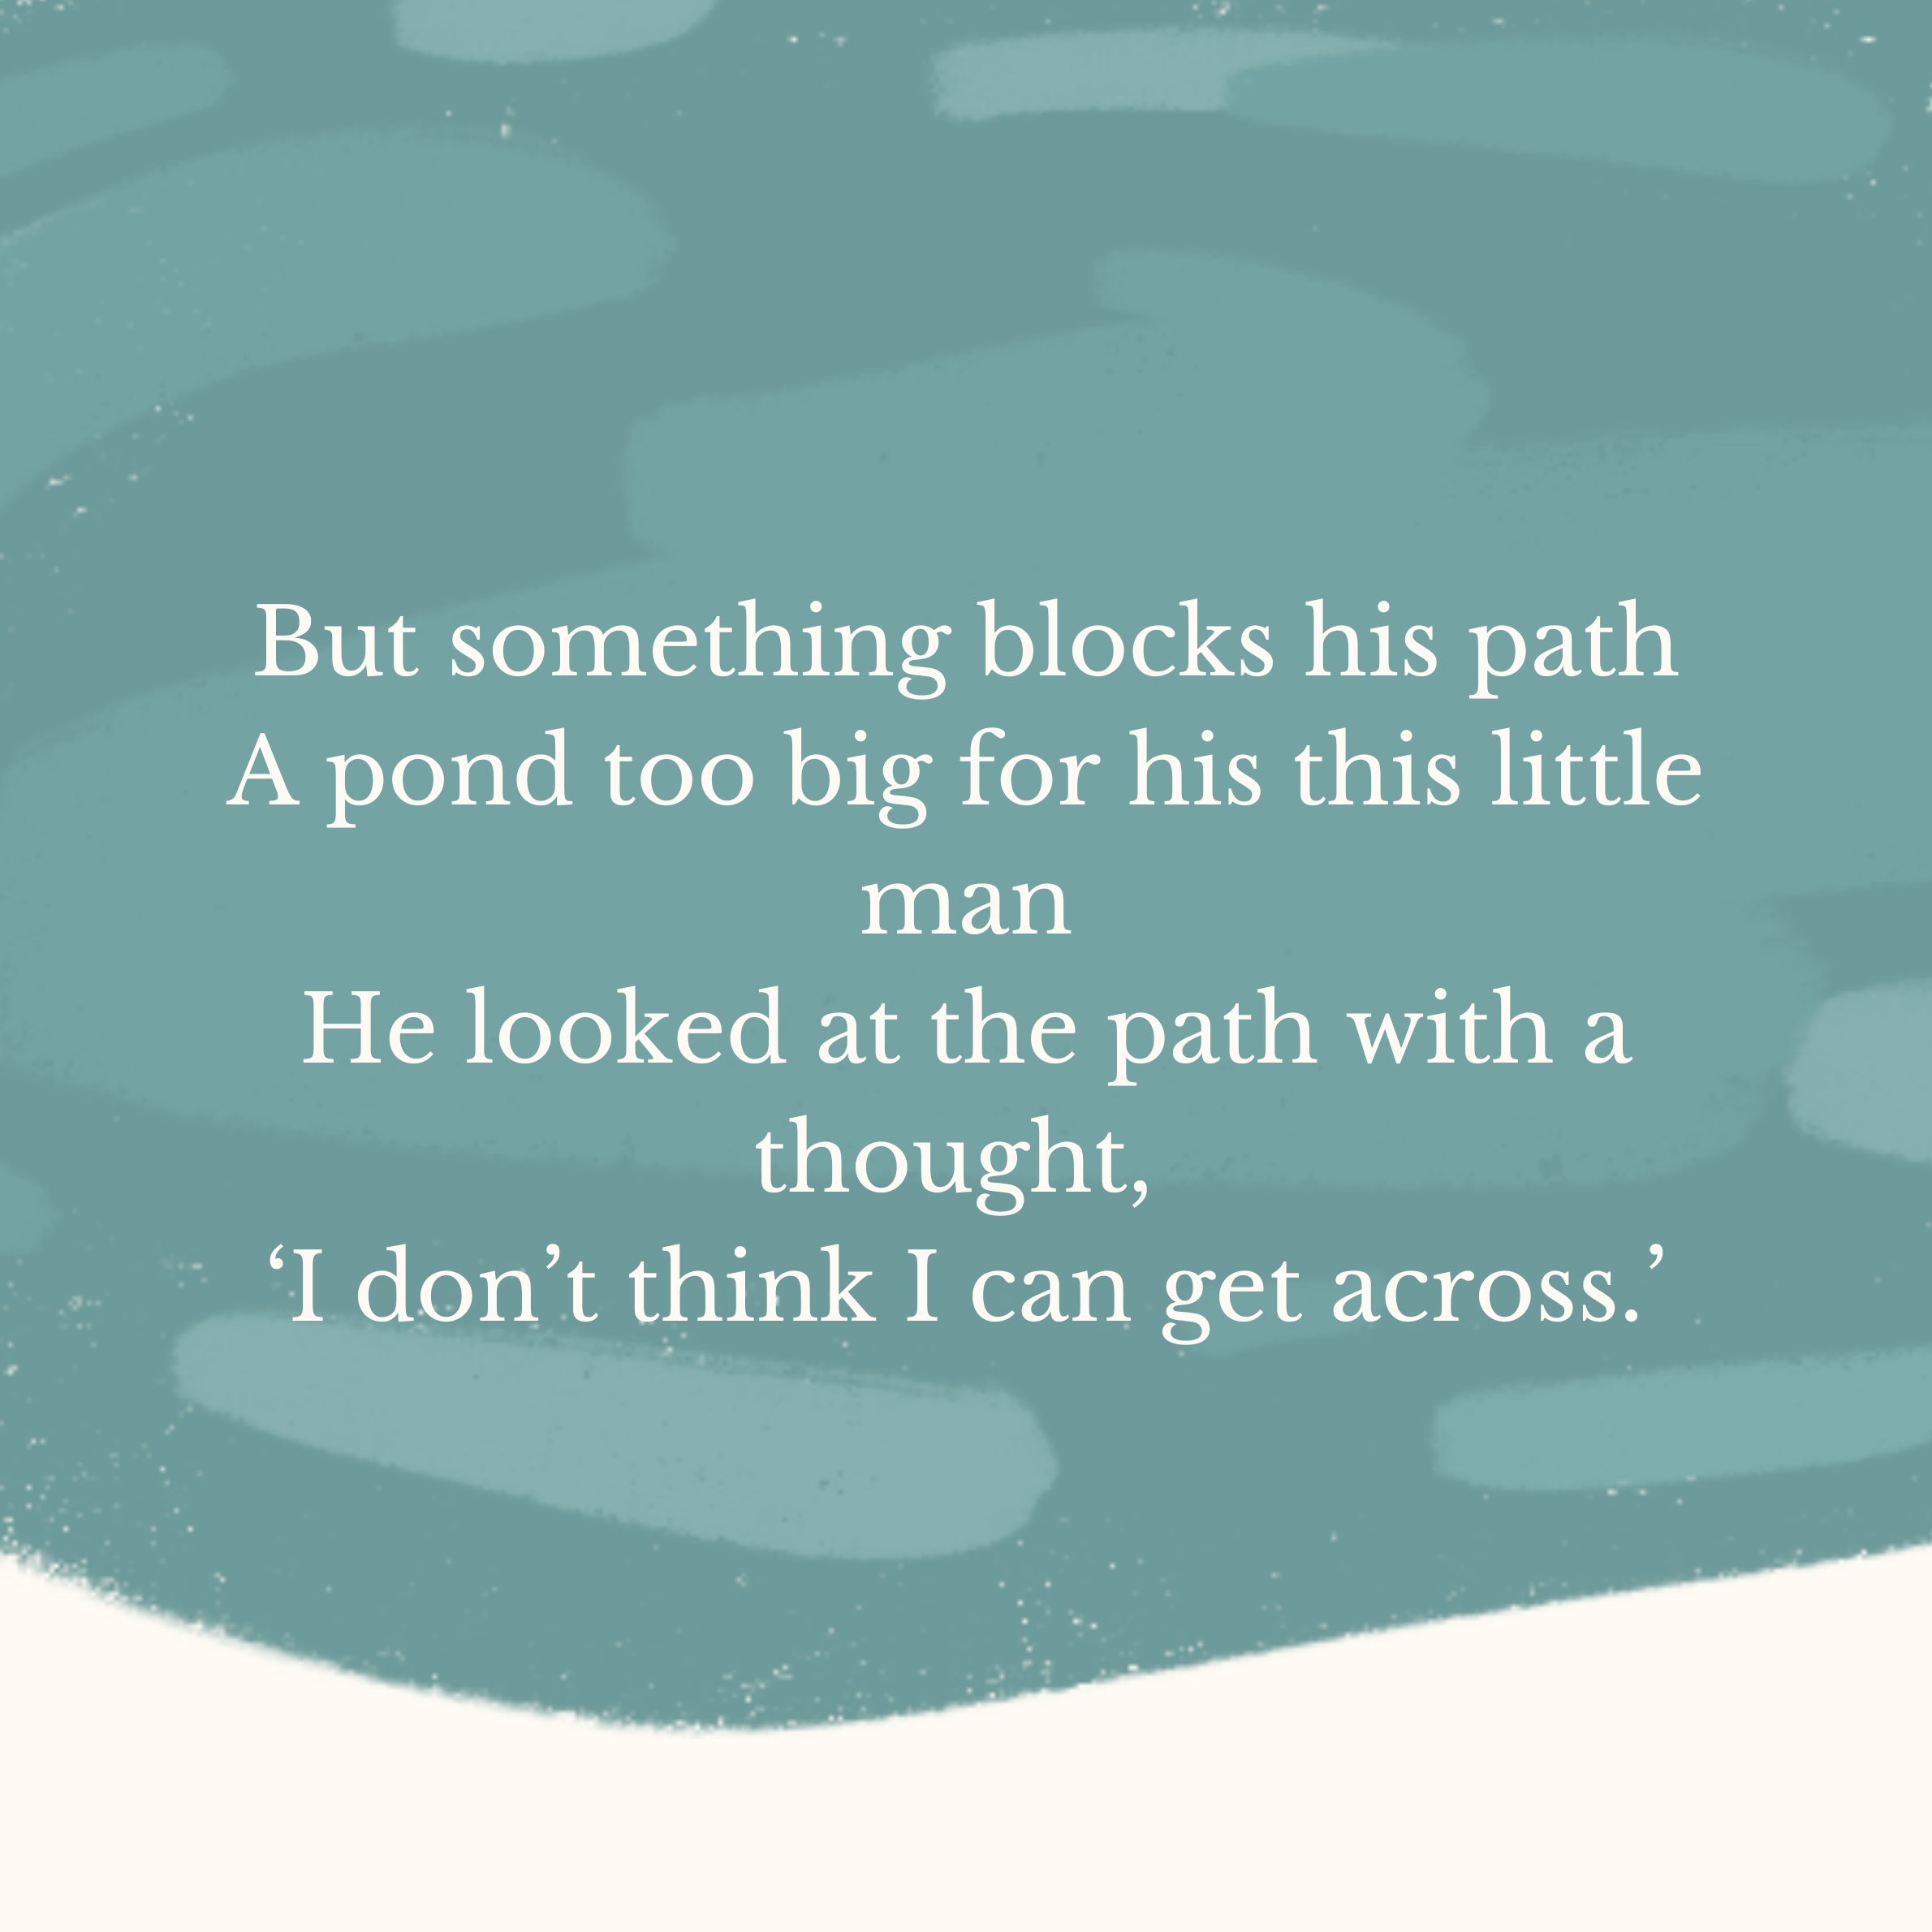 But something blocks his path
A pond too big for his this little
man
He looked at the path with a
thought,
‘I don’t think I can get across.’